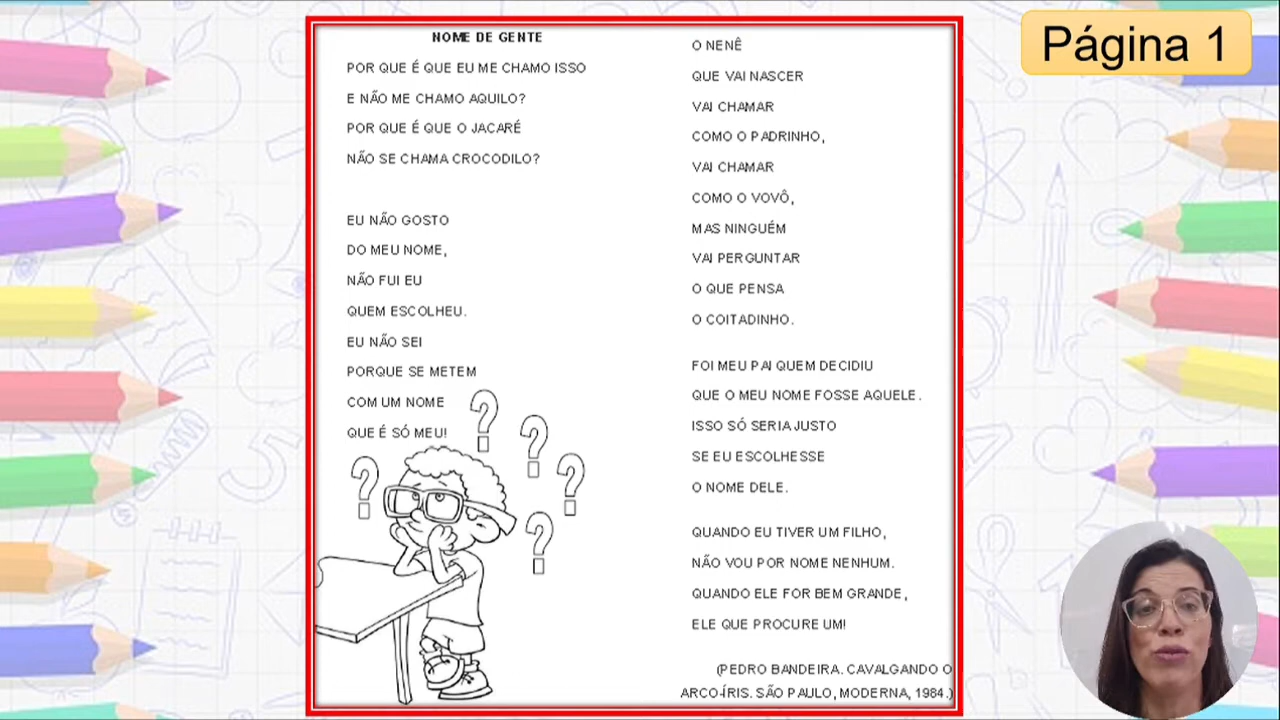 Página 1
NOME DE GENTE
POR QUE É QUE EU ME CHAMO ISSO
E NÃO ME CHAMO AQUILO?
POR QUE É QUE O JACARÉ
NÃO SE CHAMA CROCODILO?
EU NÃO GOSTO
DO MEU NOME,
NÃO FUI EU
QUEM ESCOLHEU.
EU NÃO SEI
PORQUE SE METEM
COM UM NOME
QUE É SÓ MEU!
? ? ? ? ?
O NENÊ
QUE VAI NASCER
VAI CHAMAR
COMO O PADRINHO,
VAI CHAMAR
COMO O VOVÔ,
MAS NINGUÉM
VAI PERGUNTAR
O QUE PENSA
O COITADINHO.
FOI MEU PAI QUEM DECIDIU
QUE O MEU NOME FOSSE AQUELE.
ISSO SÓ SERIA JUSTO
SE EU ESCOLHESSE
O NOME DELE.
QUANDO EU TIVER UM FILHO,
NÃO VOU POR NOME NENHUM.
QUANDO ELE FOR BEM GRANDE,
ELE QUE PROCURE UM!
(PEDRO BANDEIRA. CAVALGANDO O
ARCO-ÍRIS. SÃO PAULO, MODERNA, 1984.)